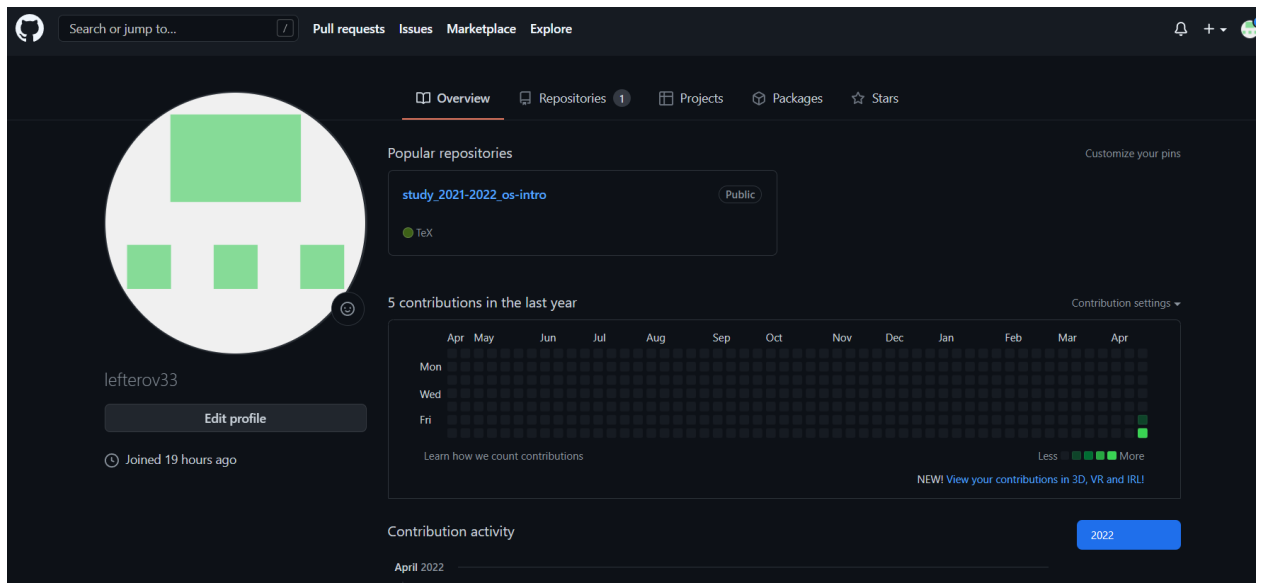 Search or jump to... / Pull requests Issues Marketplace Explore
Overview Repositories 1 Projects Packages Stars
Popular repositories Customize your pins
study_2021-2022_os-intro Public
TeX
5 contributions in the last year Contribution settings
Apr May Jun Jul Aug Sep Oct Nov Dec Jan Feb Mar Apr
Mon
Wed
Fri
Learn how we count contributions Less More
NEW! View your contributions in 3D, VR and IRL!
lefterov33
Edit profile
Joined 19 hours ago
Contribution activity 2022
April 2022